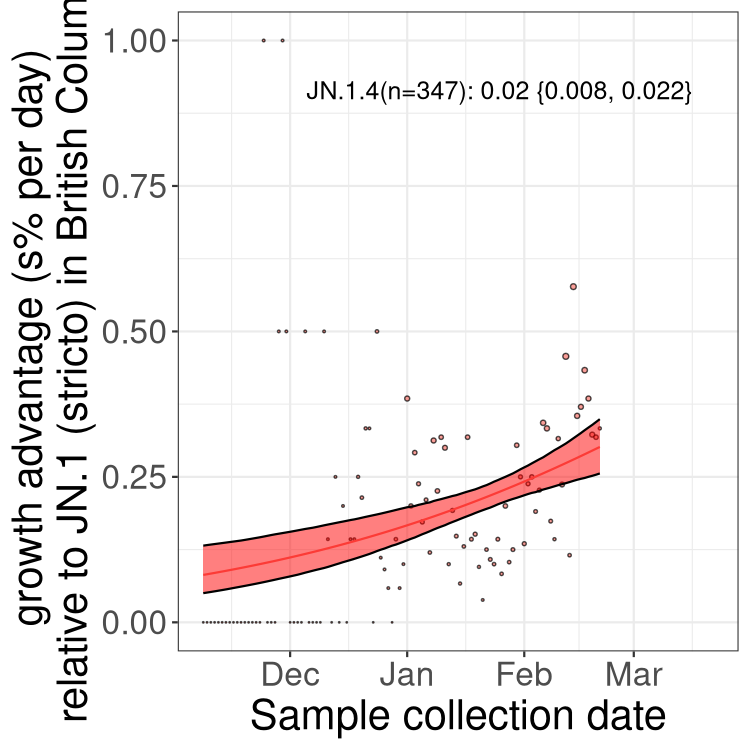 growth advantage (s% per day)
relative to JN.1 (stricto) in British Colum
1.00
0.75
0.50
0.25
0.00
JN.1.4(n=347): 0.02 {0.008, 0.022}
Dec Jan Feb Mar
Sample collection date